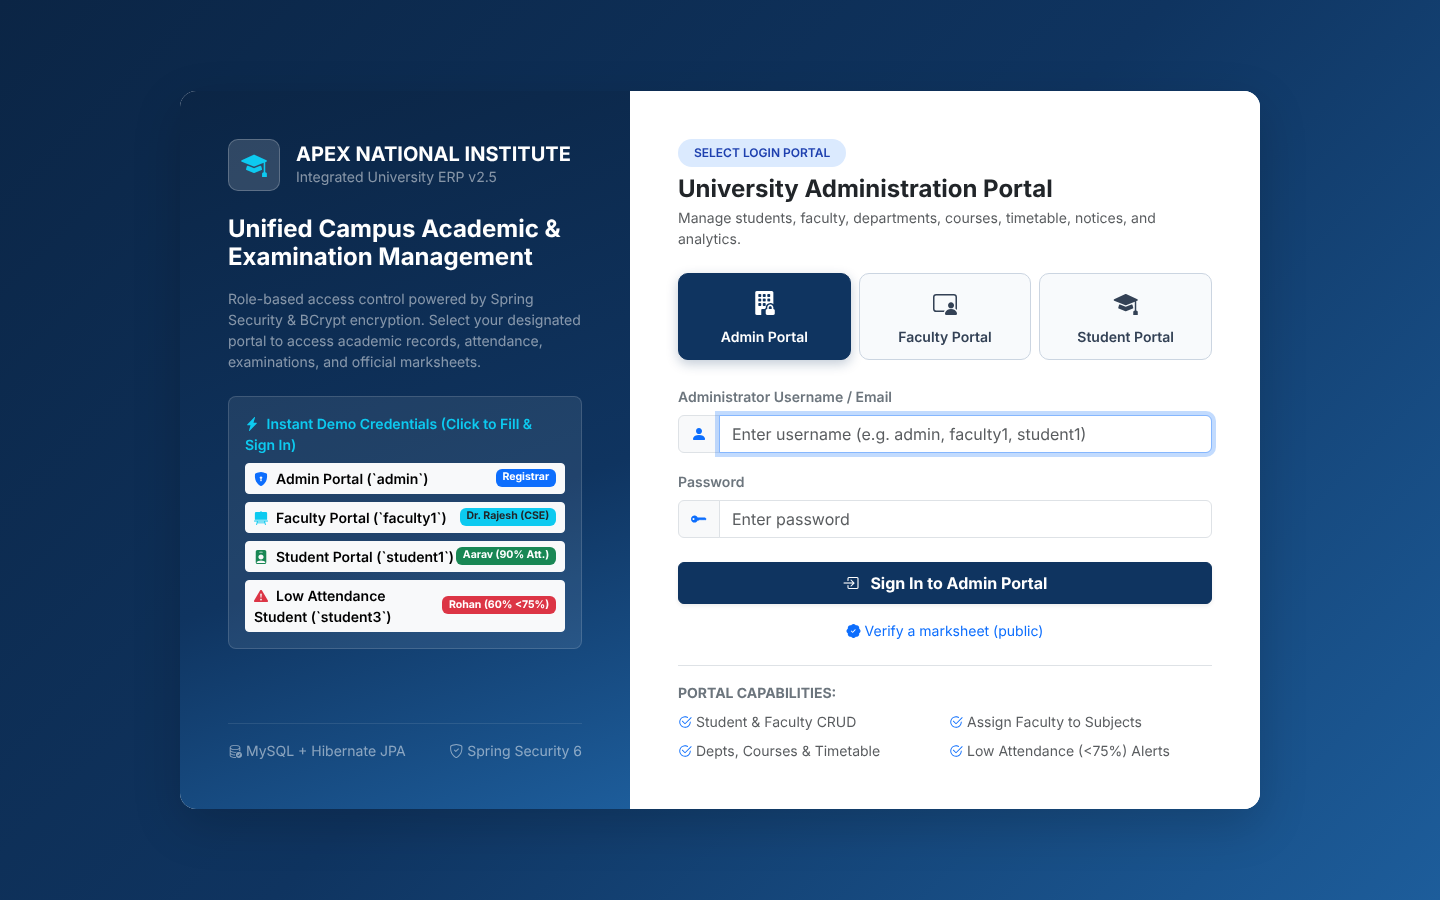 APEX NATIONAL INSTITUTE
Integrated University ERP v2.5
Unified Campus Academic &
Examination Management
Role-based access control powered by Spring
Security & BCrypt encryption. Select your designated
portal to access academic records, attendance,
examinations, and official marksheets.
Instant Demo Credentials (Click to Fill &
Sign In)
Admin Portal (`admin`) Registrar
Faculty Portal (`faculty1`) Dr. Rajesh (CSE)
Student Portal (`student1`) Aarav (90% Att.)
Low Attendance
Student (`student3`) Rohan (60% <75%)
MySQL + Hibernate JPA Spring Security 6
SELECT LOGIN PORTAL
University Administration Portal
Manage students, faculty, departments, courses, timetable, notices, and
analytics.
Admin Portal Faculty Portal Student Portal
Administrator Username / Email
Enter username (e.g. admin, faculty1, student1)
Password
Enter password
Sign In to Admin Portal
Verify a marksheet (public)
PORTAL CAPABILITIES:
Student & Faculty CRUD Assign Faculty to Subjects
Depts, Courses & Timetable Low Attendance (<75%) Alerts